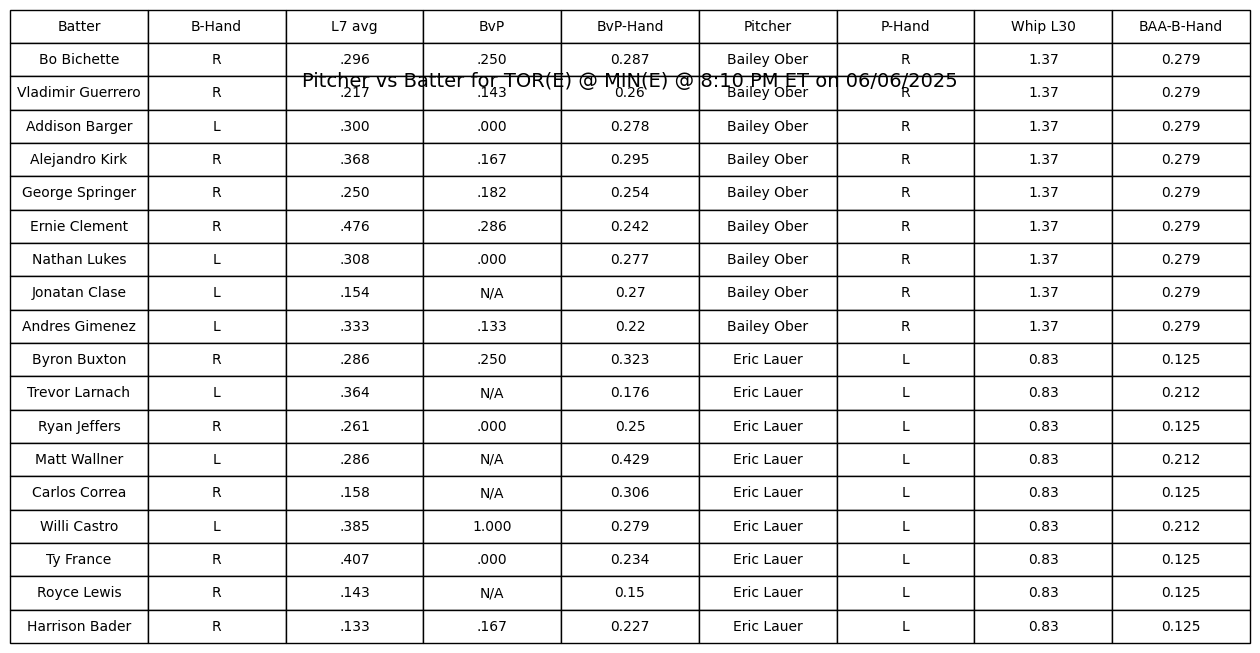 Batter B-Hand L7 avg BvP BvP-Hand Pitcher P-Hand Whip L30 BAA-B-Hand
Bo Bichette R .296 .250 0.287 Bailey Ober R 1.37 0.279
Pitcher vs Batter for TOR(E) @ MIN(E) @ 8:10 PM ET on 06/06/2025
Vladimir Guerrero R .217 .143 0.26 Bailey Ober R 1.37 0.279
Addison Barger L .300 .000 0.278 Bailey Ober R 1.37 0.279
Alejandro Kirk R .368 .167 0.295 Bailey Ober R 1.37 0.279
George Springer R .250 .182 0.254 Bailey Ober R 1.37 0.279
Ernie Clement R .476 .286 0.242 Bailey Ober R 1.37 0.279
Nathan Lukes L .308 .000 0.277 Bailey Ober R 1.37 0.279
Jonatan Clase L .154 N/A 0.27 Bailey Ober R 1.37 0.279
Andres Gimenez L .333 .133 0.22 Bailey Ober R 1.37 0.279
Byron Buxton R .286 .250 0.323 Eric Lauer L 0.83 0.125
Trevor Larnach L .364 N/A 0.176 Eric Lauer L 0.83 0.212
Ryan Jeffers R .261 .000 0.25 Eric Lauer L 0.83 0.125
Matt Wallner L .286 N/A 0.429 Eric Lauer L 0.83 0.212
Carlos Correa R .158 N/A 0.306 Eric Lauer L 0.83 0.125
Willi Castro L .385 1.000 0.279 Eric Lauer L 0.83 0.212
Ty France R .407 .000 0.234 Eric Lauer L 0.83 0.125
Royce Lewis R .143 N/A 0.15 Eric Lauer L 0.83 0.125
Harrison Bader R .133 .167 0.227 Eric Lauer L 0.83 0.125